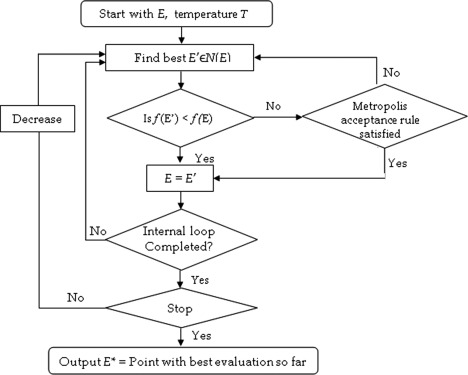 Start with E, temperature T
Find best E'∈N(E)
No
Decrease
Is f(E') < f(E)
No
Metropolis
acceptance rule
satisfied
Yes
Yes
E = E'
No
Internal loop
Completed?
Yes
No
Stop
Yes
Output E* = Point with best evaluation so far